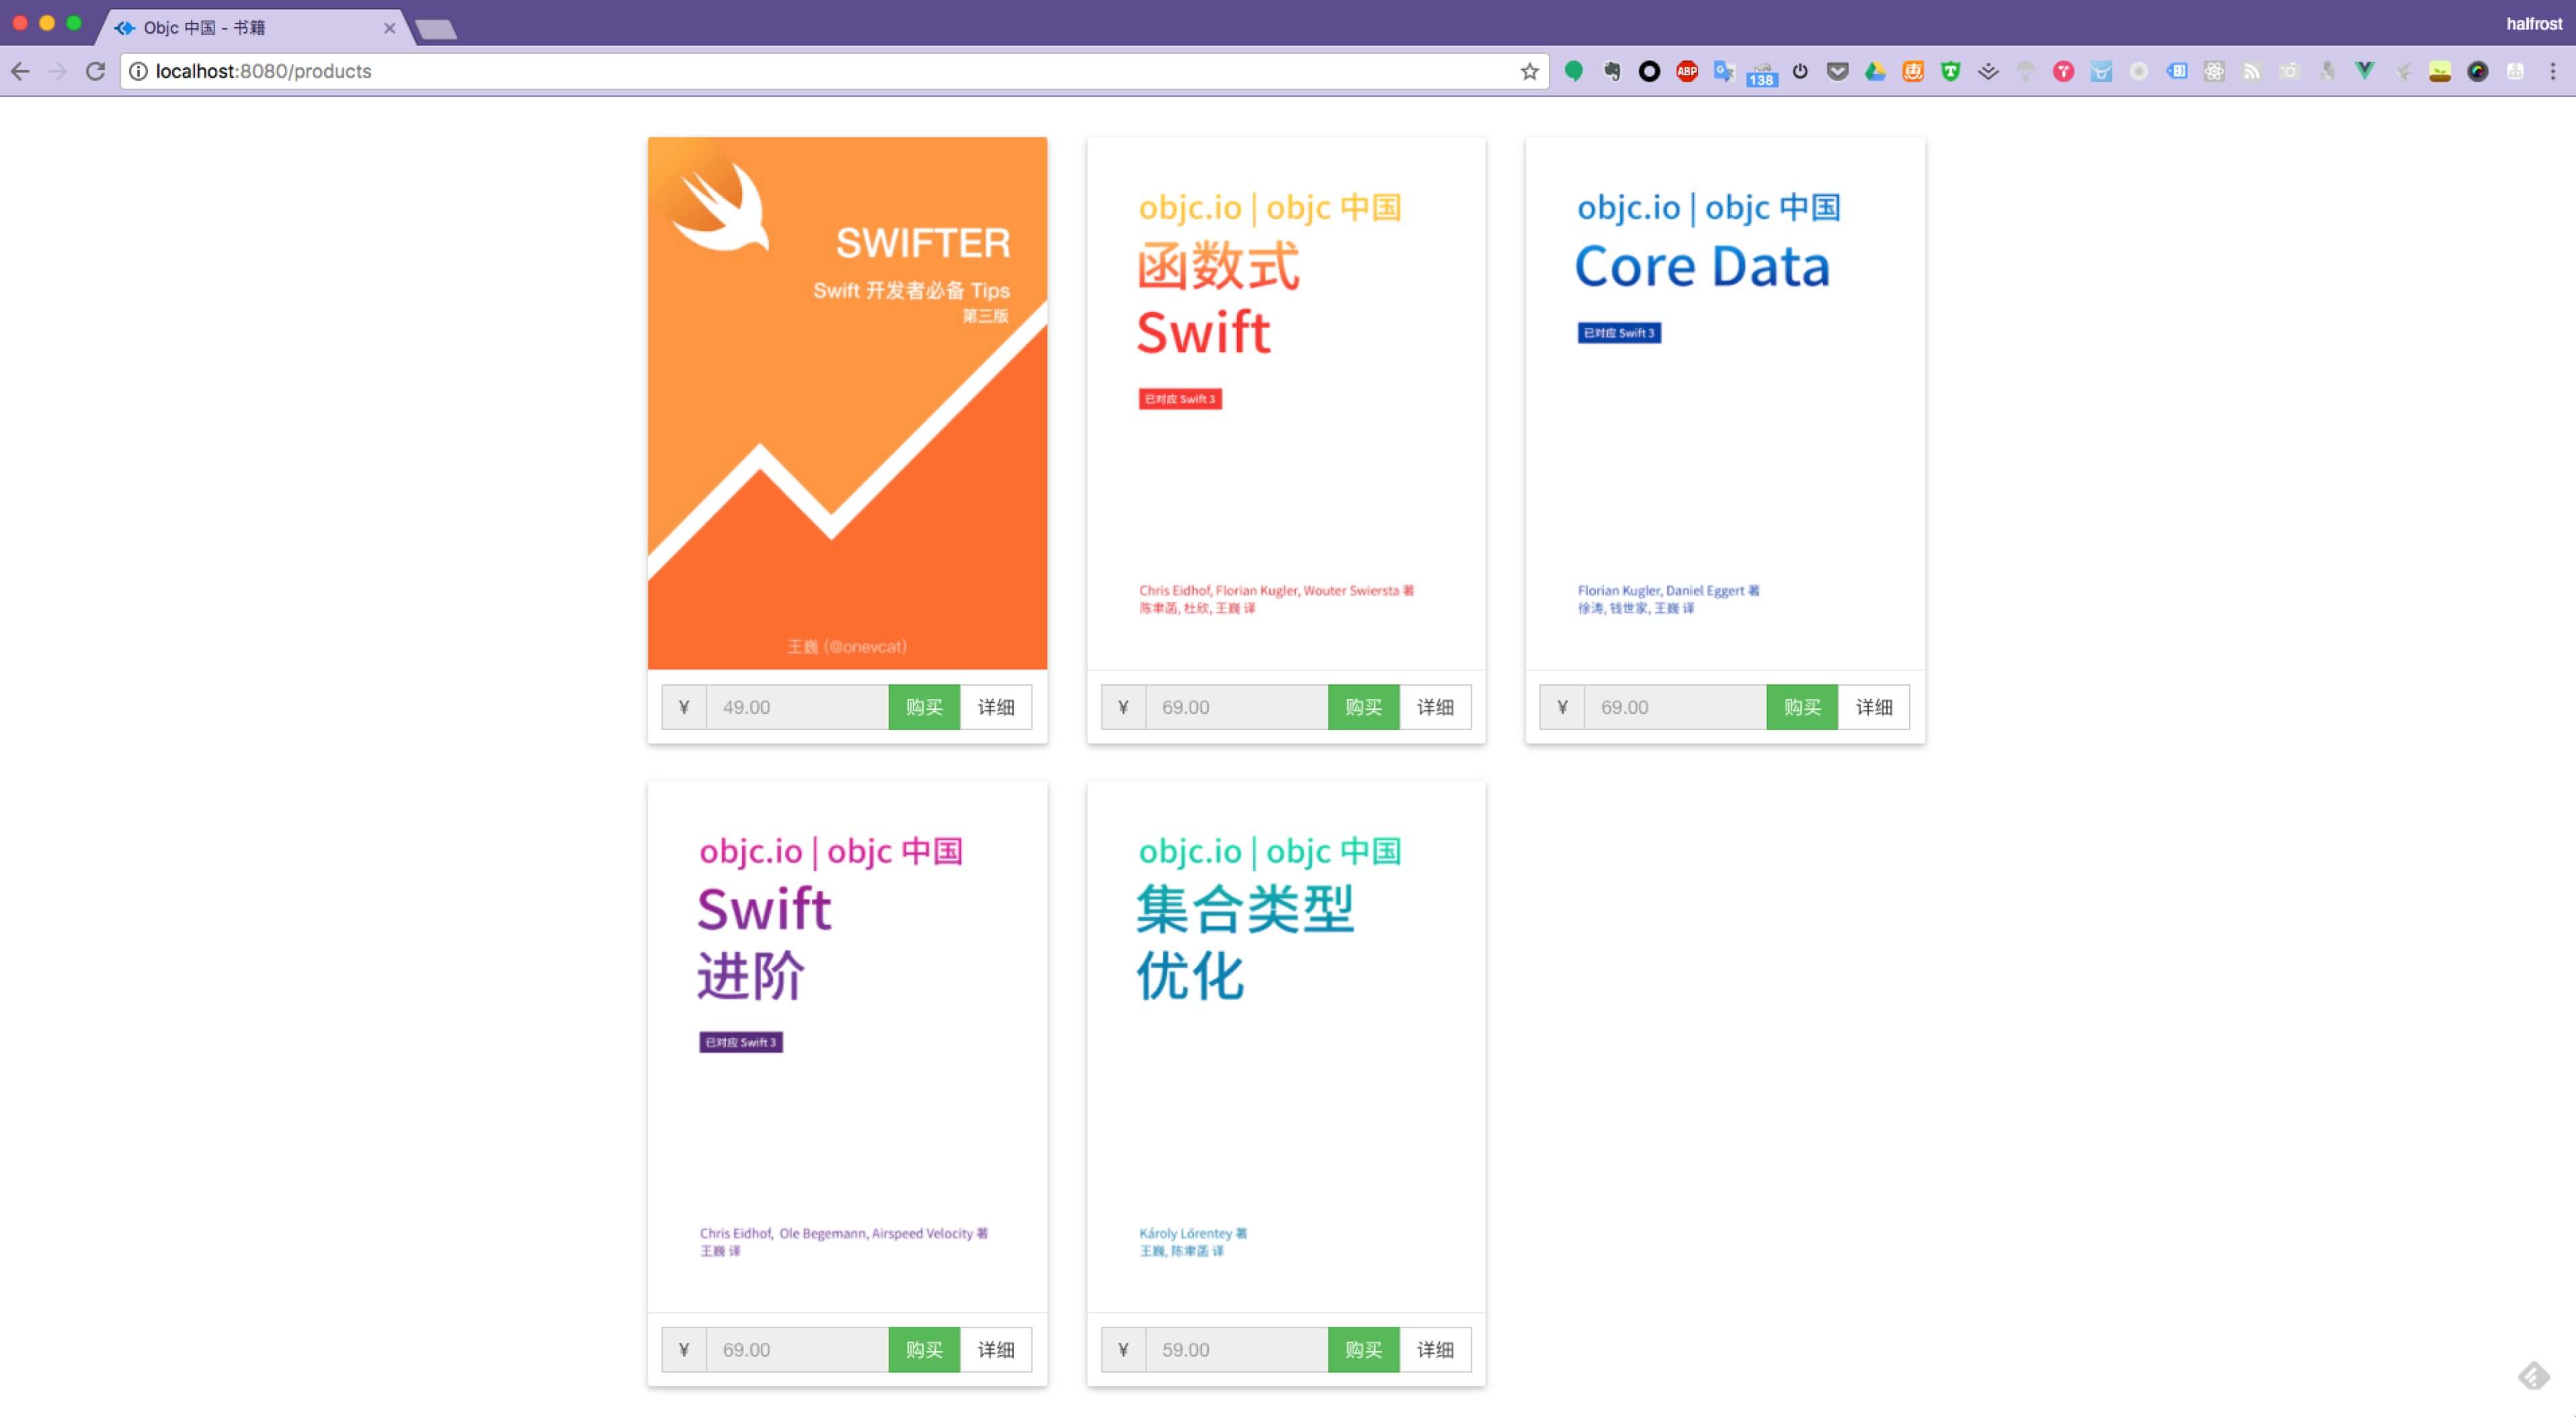 Objc 中国 - 书籍
halfrost
localhost:8080/products
ABP
138
SWIFTER
Swift 开发者必备 Tips
第三版
王巍 (@onevcat)
¥ 49.00 购买 详细
objc.io | objc 中国
函数式
Swift
已对应 Swift 3
Chris Eidhof, Florian Kugler, Wouter Swiersta 著
陈聿菡, 杜欣, 王巍 译
¥ 69.00 购买 详细
objc.io | objc 中国
Core Data
已对应 Swift 3
Florian Kugler, Daniel Eggert 著
徐涛, 钱世家, 王巍 译
¥ 69.00 购买 详细
objc.io | objc 中国
Swift
进阶
已对应 Swift 3
Chris Eidhof, Ole Begemann, Airspeed Velocity 著
王巍 译
¥ 69.00 购买 详细
objc.io | objc 中国
集合类型
优化
Károly Lőrentey 著
王巍, 陈聿菡 译
¥ 59.00 购买 详细